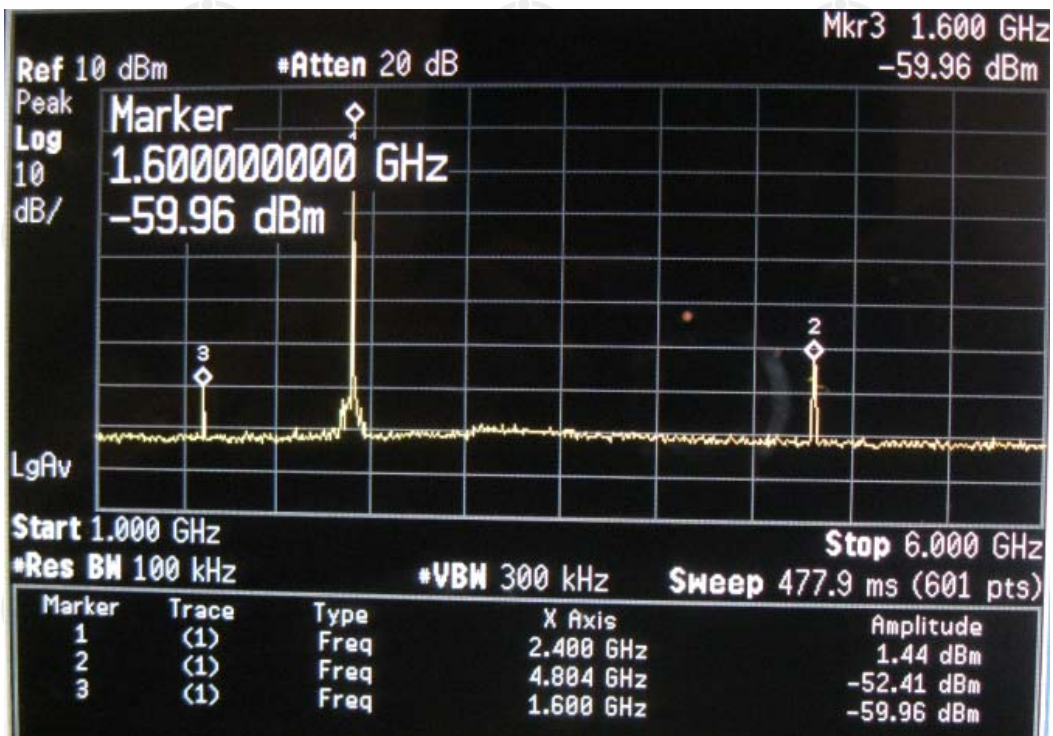 Mkr3 1.600 GHz
Ref 10 dBm #Atten 20 dB -59.96 dBm
Peak
Log
10
dB/
Marker
1.600000000 GHz
-59.96 dBm
1
2
3
LgAv
Start 1.000 GHz Stop 6.000 GHz
#Res BW 100 kHz #VBW 300 kHz Sweep 477.9 ms (601 pts)
Marker Trace Type X Axis Amplitude
1 (1) Freq 2.400 GHz 1.44 dBm
2 (1) Freq 4.804 GHz -52.41 dBm
3 (1) Freq 1.600 GHz -59.96 dBm